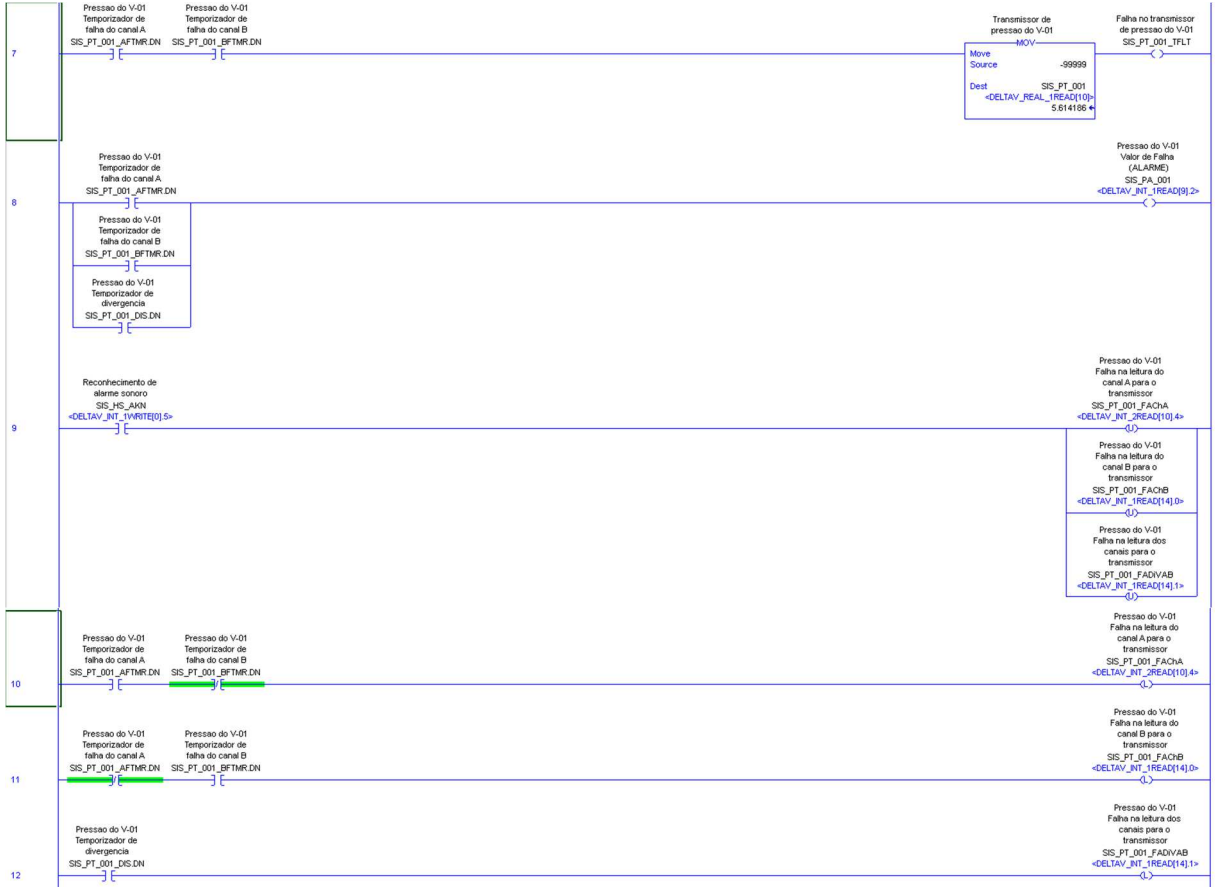 Pressao do V-01
Temporizador de
falha do canal A
SIS_PT_001_AFTMR.DN
Pressao do V-01
Temporizador de
falha do canal B
SIS_PT_001_BFTMR.DN
Transmissor de
pressao do V-01
MOV
Move
Source -99999
Dest SIS_PT_001
<DELTAV_REAL_1READ[10]>
5.614186
Falha no transmissor
de pressao do V-01
SIS_PT_001_TFLT
7
Pressao do V-01
Temporizador de
falha do canal A
SIS_PT_001_AFTMR.DN
Pressao do V-01
Temporizador de
falha do canal B
SIS_PT_001_BFTMR.DN
Pressao do V-01
Temporizador de
divergencia
SIS_PT_001_DIS.DN
Pressao do V-01
Valor de Falha
(ALARME)
SIS_PA_001
<DELTAV_INT_1READ[9].2>
8
Reconhecimento de
alarme sonoro
SIS_HS_AKN
<DELTAV_INT_1WRITE[0].5>
Pressao do V-01
Falha na leitura do
canal A para o
transmissor
SIS_PT_001_FAChA
<DELTAV_INT_2READ[10].4>
U
9
Pressao do V-01
Falha na leitura do
canal B para o
transmissor
SIS_PT_001_FAChB
<DELTAV_INT_1READ[14].0>
U
Pressao do V-01
Falha na leitura dos
canais para o
transmissor
SIS_PT_001_FADiVAB
<DELTAV_INT_1READ[14].1>
U
Pressao do V-01
Temporizador de
falha do canal A
SIS_PT_001_AFTMR.DN
Pressao do V-01
Temporizador de
falha do canal B
SIS_PT_001_BFTMR.DN
Pressao do V-01
Falha na leitura do
canal A para o
transmissor
SIS_PT_001_FAChA
<DELTAV_INT_2READ[10].4>
L
10
Pressao do V-01
Temporizador de
falha do canal A
SIS_PT_001_AFTMR.DN
Pressao do V-01
Temporizador de
falha do canal B
SIS_PT_001_BFTMR.DN
Pressao do V-01
Falha na leitura do
canal B para o
transmissor
SIS_PT_001_FAChB
<DELTAV_INT_1READ[14].0>
L
11
Pressao do V-01
Temporizador de
divergencia
SIS_PT_001_DIS.DN
Pressao do V-01
Falha na leitura dos
canais para o
transmissor
SIS_PT_001_FADiVAB
<DELTAV_INT_1READ[14].1>
L
12